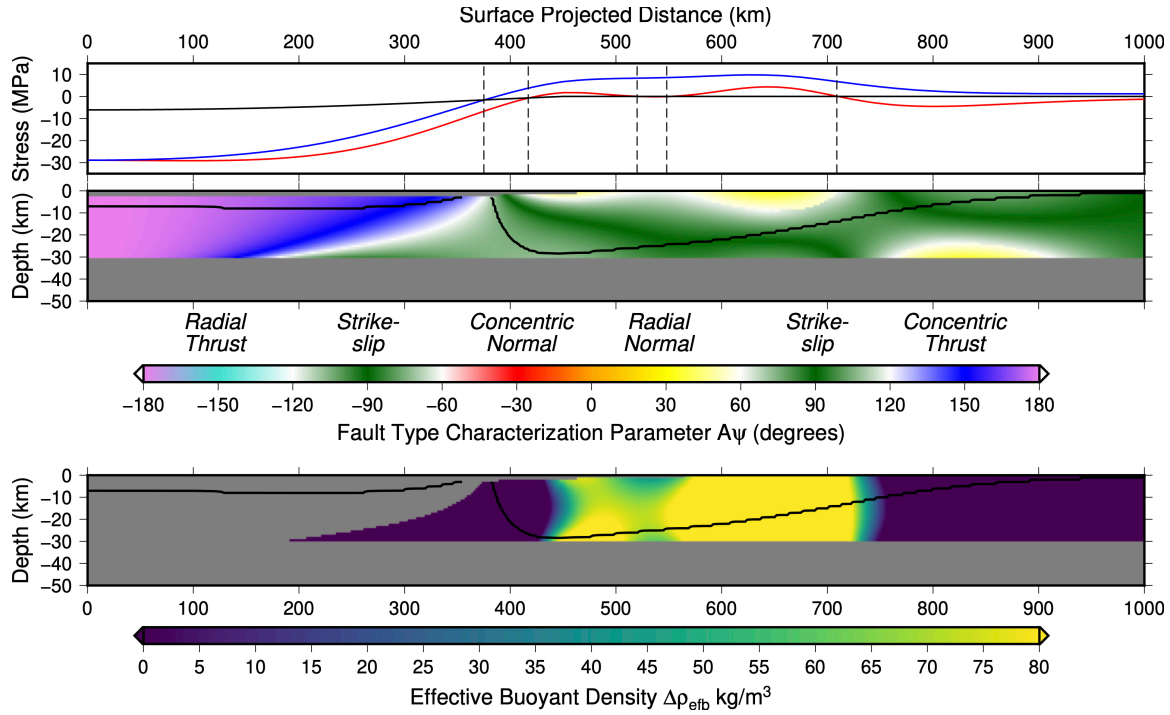 Surface Projected Distance (km)
0 100 200 300 400 500 600 700 800 900 1000
Stress (MPa)
10
0
−10
−20
−30
Depth (km)
0
−10
−20
−30
−40
−50
Radial Thrust
Strike-slip
Concentric Normal
Radial Normal
Strike-slip
Concentric Thrust
−180 −150 −120 −90 −60 −30 0 30 60 90 120 150 180
Fault Type Characterization Parameter Aψ (degrees)
Depth (km)
0
−10
−20
−30
−40
−50
0 100 200 300 400 500 600 700 800 900 1000
0 5 10 15 20 25 30 35 40 45 50 55 60 65 70 75 80
Effective Buoyant Density Δρefb kg/m³